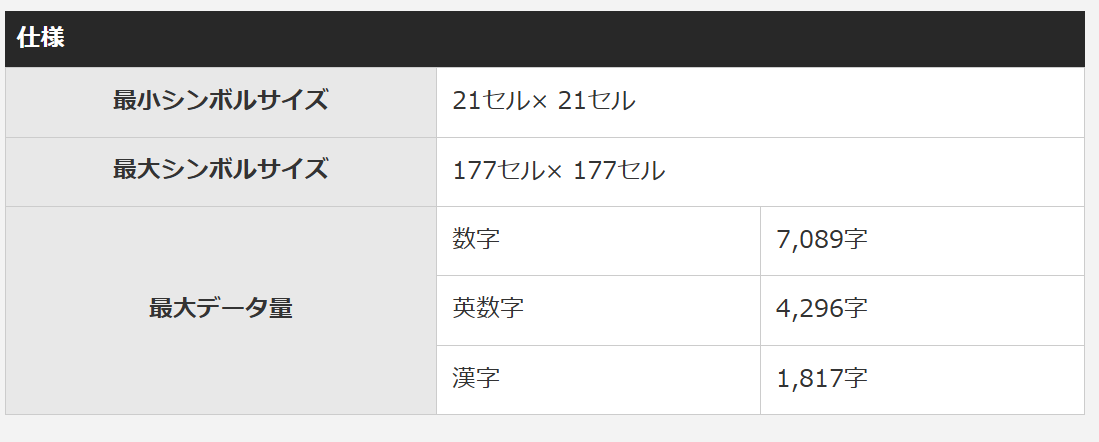 仕様
最小シンボルサイズ 21セル× 21セル
最大シンボルサイズ 177セル× 177セル
最大データ量 数字 7,089字
英数字 4,296字
漢字 1,817字